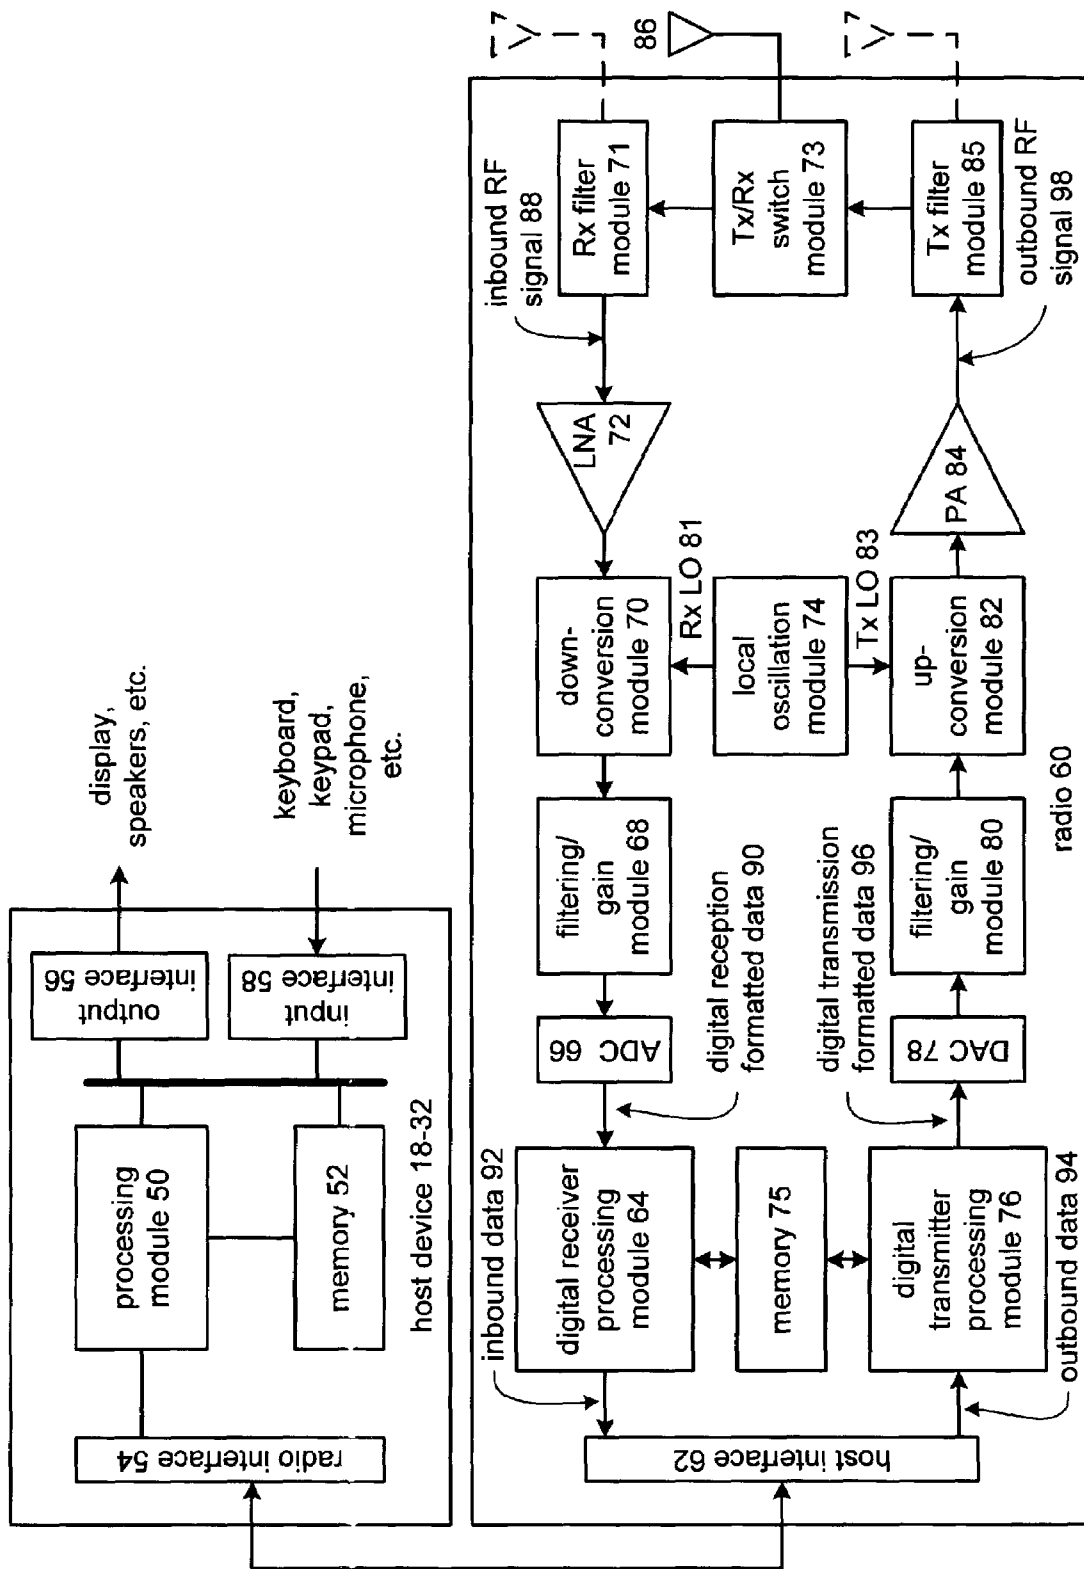 display,
speakers, etc.
keyboard,
keypad,
microphone,
etc.
output
interface 56
input
interface 58
processing
module 50
memory 52
radio interface 54
host device 18-32
86
inbound RF
signal 88
Rx filter
module 71
Tx/Rx
switch
module 73
Tx filter
module 85
outbound RF
signal 98
LNA
72
PA 84
down-
conversion
module 70
Rx LO 81
local
oscillation
module 74
Tx LO 83
up-
conversion
module 82
filtering/
gain
module 68
filtering/
gain
module 80
radio 60
ADC 66
digital reception
formatted data 90
digital transmission
formatted data 96
DAC 78
inbound data 92
digital receiver
processing
module 64
memory 75
digital
transmitter
processing
module 76
outbound data 94
host interface 62